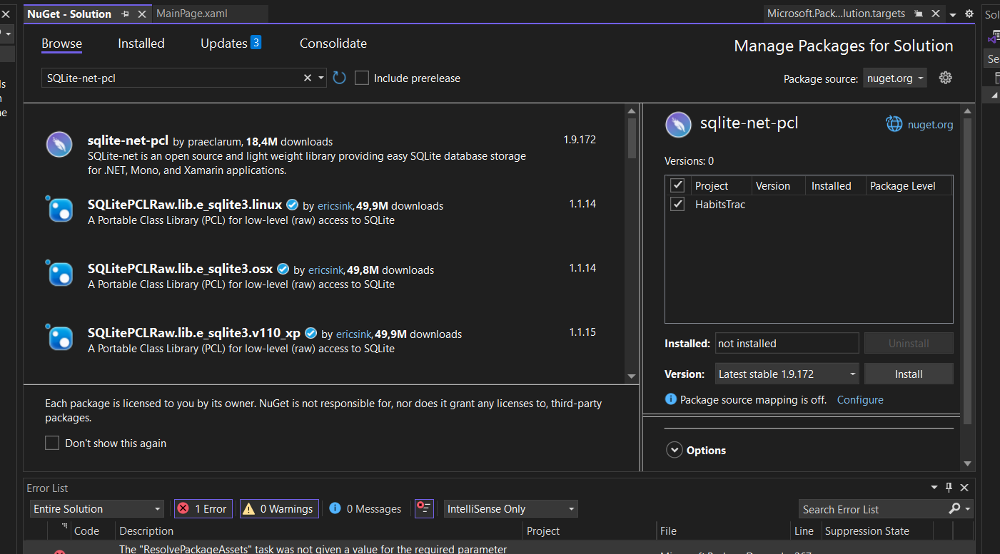 NuGet - Solution
MainPage.xaml
Microsoft.Pack...lution.targets
Sol
Browse
Installed
Updates 3
Consolidate
Manage Packages for Solution
Se
SQLite-net-pcl
Include prerelease
Package source: nuget.org
ls
n
ne
sqlite-net-pcl by praeclarum, 18,4M downloads
1.9.172
SQLite-net is an open source and light weight library providing easy SQLite database storage
for .NET, Mono, and Xamarin applications.
SQLitePCLRaw.lib.e_sqlite3.linux by ericsink, 49,9M downloads
1.1.14
A Portable Class Library (PCL) for low-level (raw) access to SQLite
SQLitePCLRaw.lib.e_sqlite3.osx by ericsink, 49,8M downloads
1.1.14
A Portable Class Library (PCL) for low-level (raw) access to SQLite
SQLitePCLRaw.lib.e_sqlite3.v110_xp by ericsink, 49,9M downloads
1.1.15
A Portable Class Library (PCL) for low-level (raw) access to SQLite
Each package is licensed to you by its owner. NuGet is not responsible for, nor does it grant any licenses to, third-party
packages.
Don't show this again
sqlite-net-pcl
nuget.org
Versions: 0
Project Version Installed Package Level
HabitsTrac
Installed: not installed
Uninstall
Version: Latest stable 1.9.172
Install
Package source mapping is off. Configure
Options
Error List
Entire Solution
1 Error
0 Warnings
0 Messages
IntelliSense Only
Search Error List
Code Description Project File Line Suppression State
The "ResolvePackageAssets" task was not given a value for the required parameter